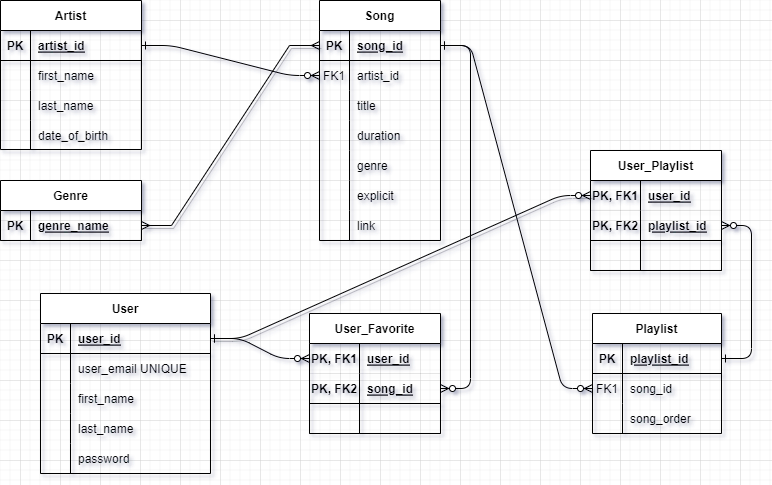 Artist
PK artist_id
first_name
last_name
date_of_birth
Genre
PK genre_name
Song
PK song_id
FK1 artist_id
title
duration
genre
explicit
link
User_Playlist
PK, FK1 user_id
PK, FK2 playlist_id
User
PK user_id
user_email UNIQUE
first_name
last_name
password
User_Favorite
PK, FK1 user_id
PK, FK2 song_id
Playlist
PK playlist_id
FK1 song_id
song_order